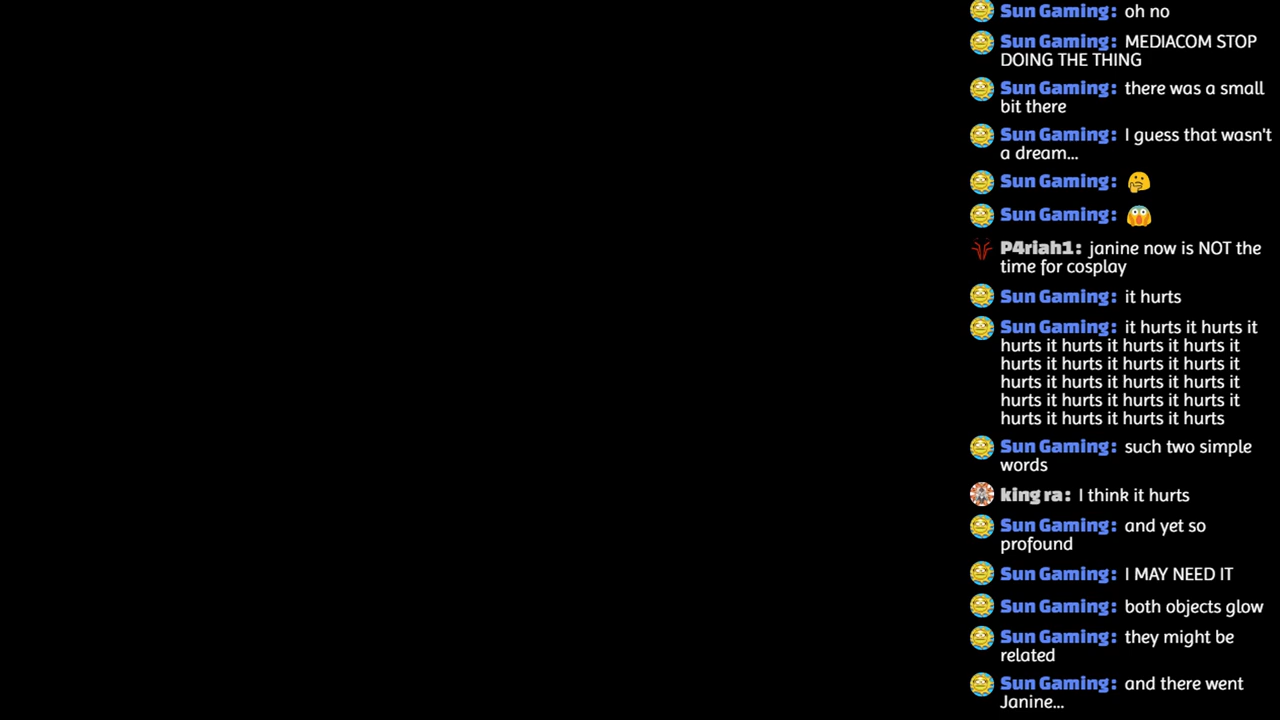 Sun Gaming: oh no
Sun Gaming: MEDIACOM STOP
DOING THE THING
Sun Gaming: there was a small
bit there
Sun Gaming: I guess that wasn't
a dream...
Sun Gaming: 🤔
Sun Gaming: 😱
P4riah1: janine now is NOT the
time for cosplay
Sun Gaming: it hurts
Sun Gaming: it hurts it hurts it
hurts it hurts it hurts it hurts it
hurts it hurts it hurts it hurts it
hurts it hurts it hurts it hurts it
hurts it hurts it hurts it hurts it
hurts it hurts it hurts it hurts
Sun Gaming: such two simple
words
king ra: I think it hurts
Sun Gaming: and yet so
profound
Sun Gaming: I MAY NEED IT
Sun Gaming: both objects glow
Sun Gaming: they might be
related
Sun Gaming: and there went
Janine...